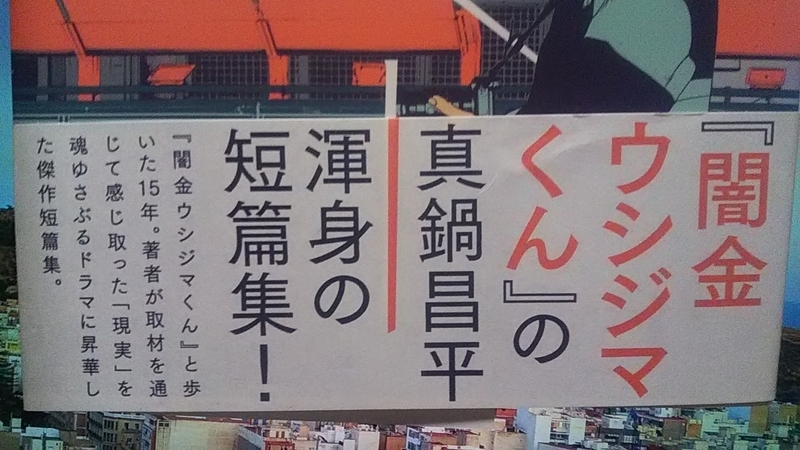 『闇金
ウシジマ
くん』の
真鍋昌平
渾身の
短篇集！
『闇金ウシジマくん』と歩
いた15年。著者が取材を通
じて感じ取った「現実」を
魂ゆさぶるドラマに昇華し
た傑作短篇集。